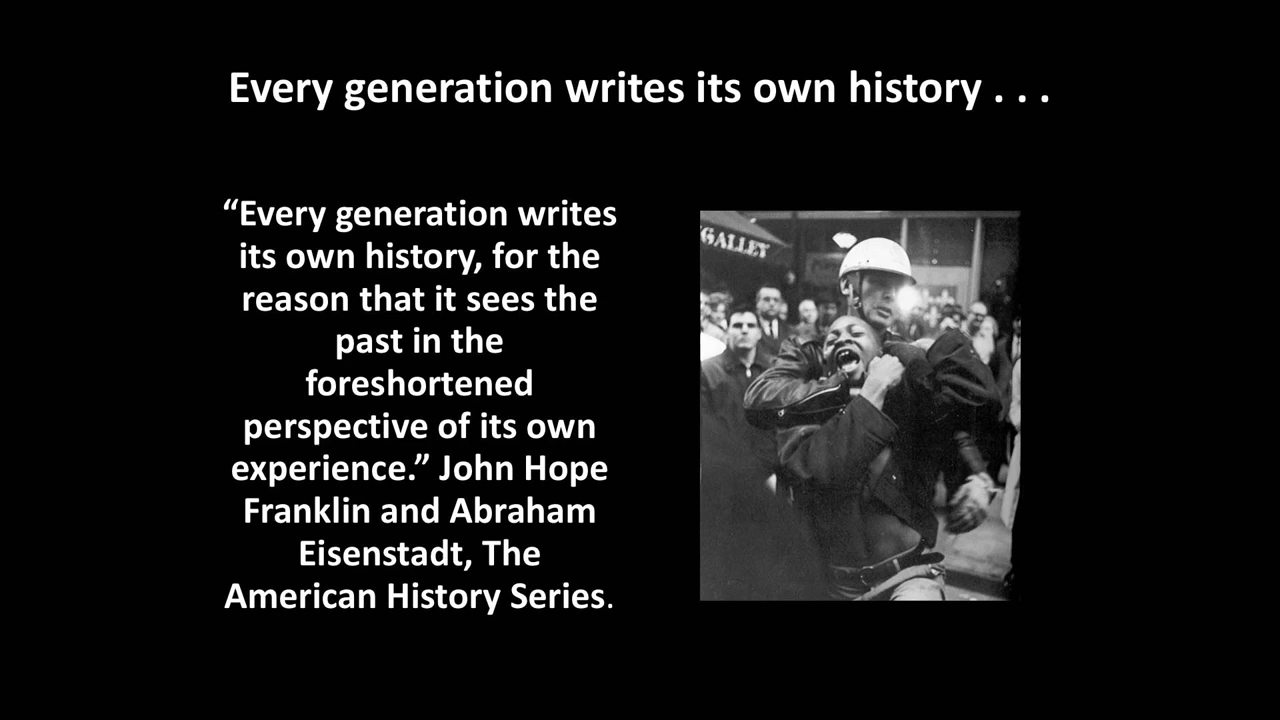 Every generation writes its own history . . .
“Every generation writes
its own history, for the
reason that it sees the
past in the
foreshortened
perspective of its own
experience.” John Hope
Franklin and Abraham
Eisenstadt, The
American History Series.
GALLEY